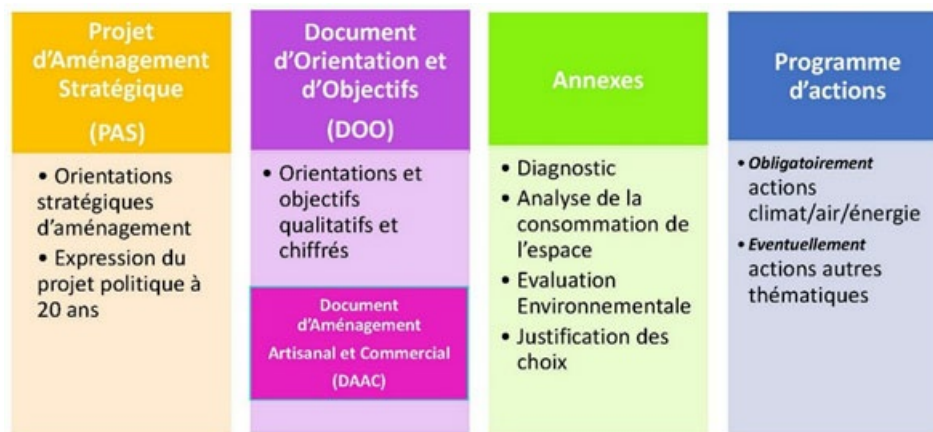 Projet
d'Aménagement
Stratégique
(PAS)
• Orientations
stratégiques
d'aménagement
• Expression du
projet politique à
20 ans
Document
d'Orientation et
d'Objectifs
(DOO)
• Orientations et
objectifs
qualitatifs et
chiffrés
Document
d'Aménagement
Artisanal et Commercial
(DAAC)
Annexes
• Diagnostic
• Analyse de la
consommation de
l'espace
• Evaluation
Environnementale
• Justification des
choix
Programme
d'actions
• Obligatoirement
actions
climat/air/énergie
• Eventuellement
actions autres
thématiques